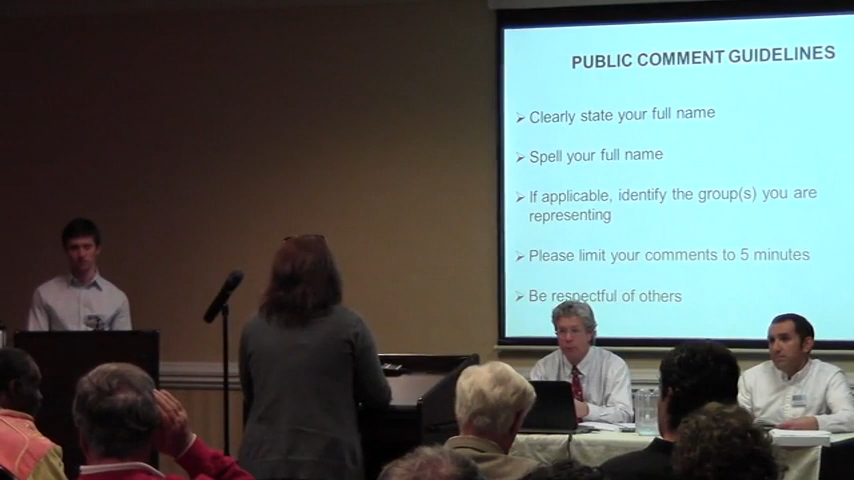 PUBLIC COMMENT GUIDELINES
➢ Clearly state your full name
➢ Spell your full name
➢ If applicable, identify the group(s) you are
representing
➢ Please limit your comments to 5 minutes
➢ Be respectful of others